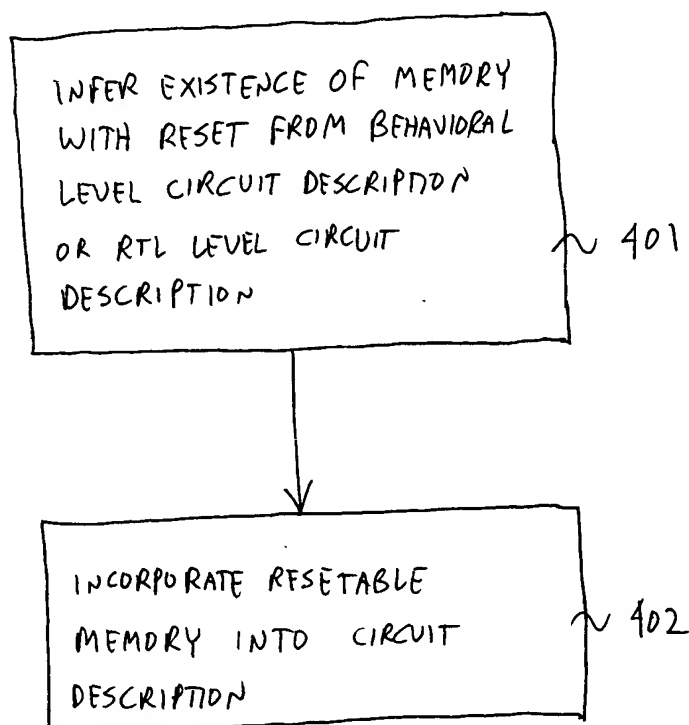 INFER EXISTENCE OF MEMORY
WITH RESET FROM BEHAVIORAL
LEVEL CIRCUIT DESCRIPTION
OR RTL LEVEL CIRCUIT
DESCRIPTION
401
INCORPORATE RESETABLE
MEMORY INTO CIRCUIT
DESCRIPTION
402